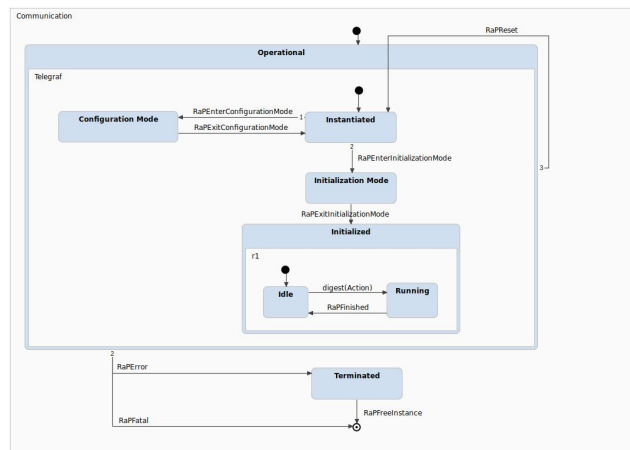 Communication
RaPReset
Operational
Telegraf
RaPEnterConfigurationMode
Configuration Mode
1
Instantiated
RaPExitConfigurationMode
2
RaPEnterInitializationMode
3
Initialization Mode
RaPExitInitializationMode
Initialized
r1
digest(Action)
Idle
Running
RaPFinished
2
RaPError
Terminated
RaPFreeInstance
RaPFatal